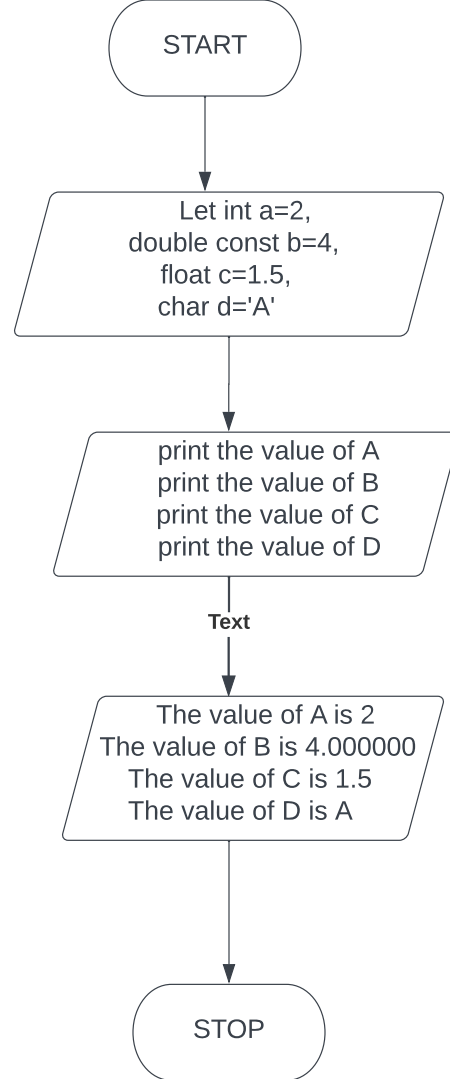 START
Let int a=2,
double const b=4,
float c=1.5,
char d='A'
print the value of A
print the value of B
print the value of C
print the value of D
Text
The value of A is 2
The value of B is 4.000000
The value of C is 1.5
The value of D is A
STOP